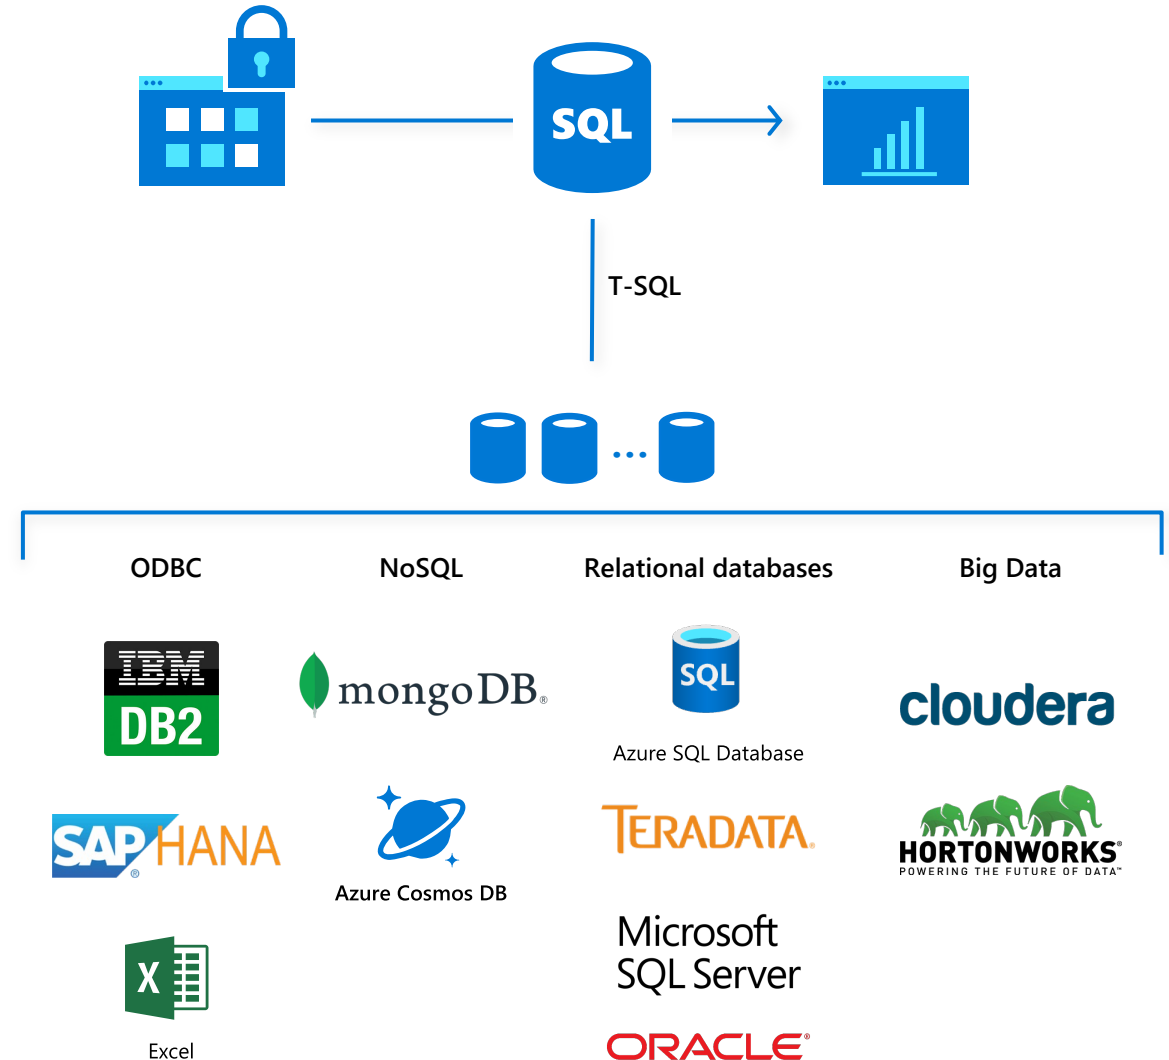 SQL
T-SQL
ODBC
NoSQL
Relational databases
Big Data
IBM
DB2
mongoDB®
SQL
Azure SQL Database
cloudera
SAP® HANA
Azure Cosmos DB
TERADATA®
HORTONWORKS®
POWERING THE FUTURE OF DATA™
X
Excel
Microsoft
SQL Server
ORACLE®